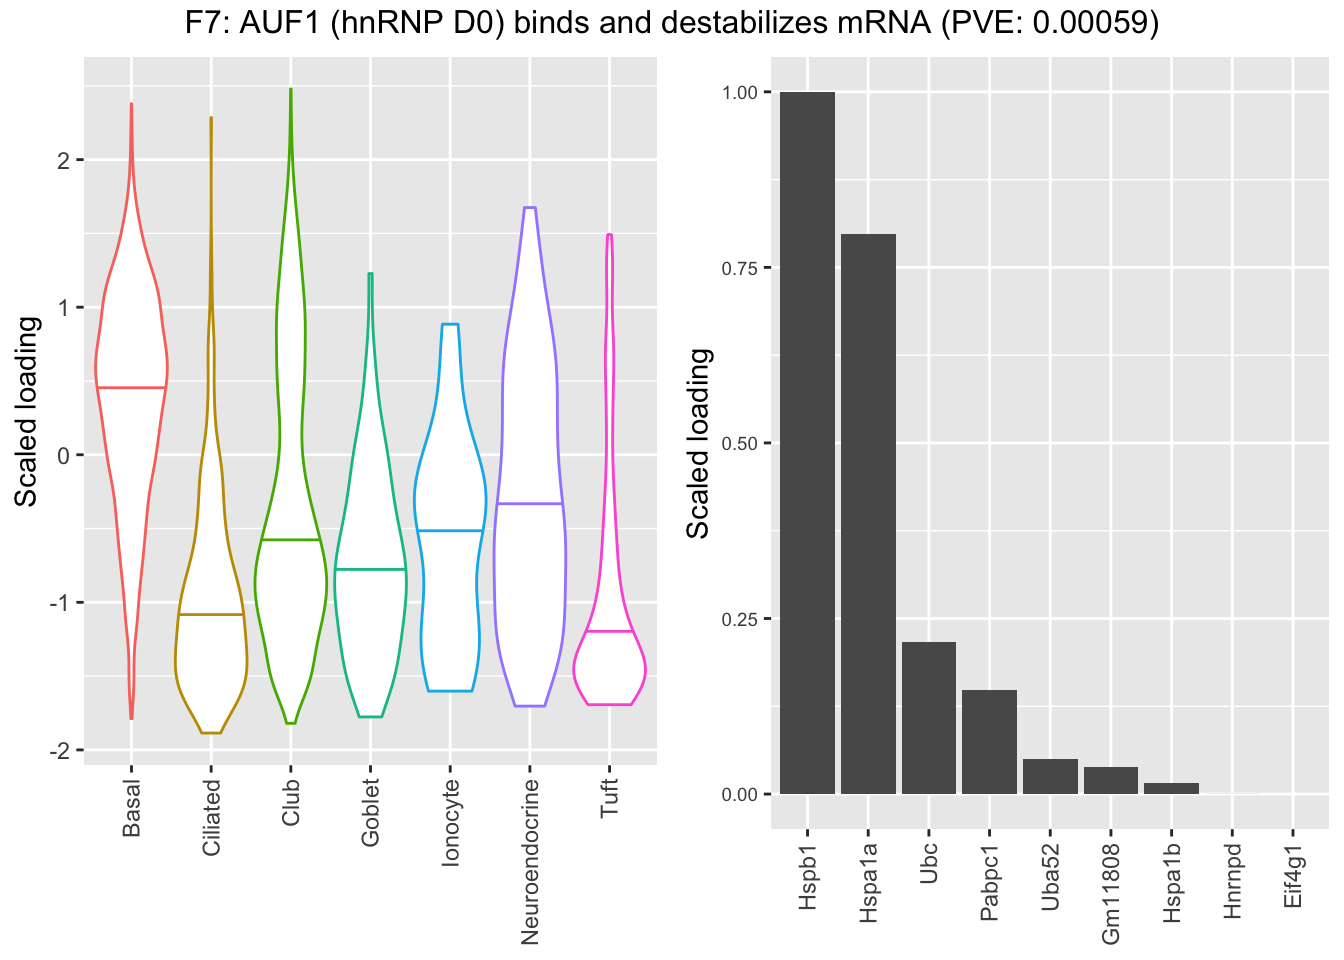 F7: AUF1 (hnRNP D0) binds and destabilizes mRNA (PVE: 0.00059)
Scaled loading
2
1
0
-1
-2
Basal
Ciliated
Club
Goblet
Ionocyte
Neuroendocrine
Tuft
Scaled loading
1.00
0.75
0.50
0.25
0.00
Hspb1
Hspa1a
Ubc
Pabpc1
Uba52
Gm11808
Hspa1b
Hnrnpd
Eif4g1